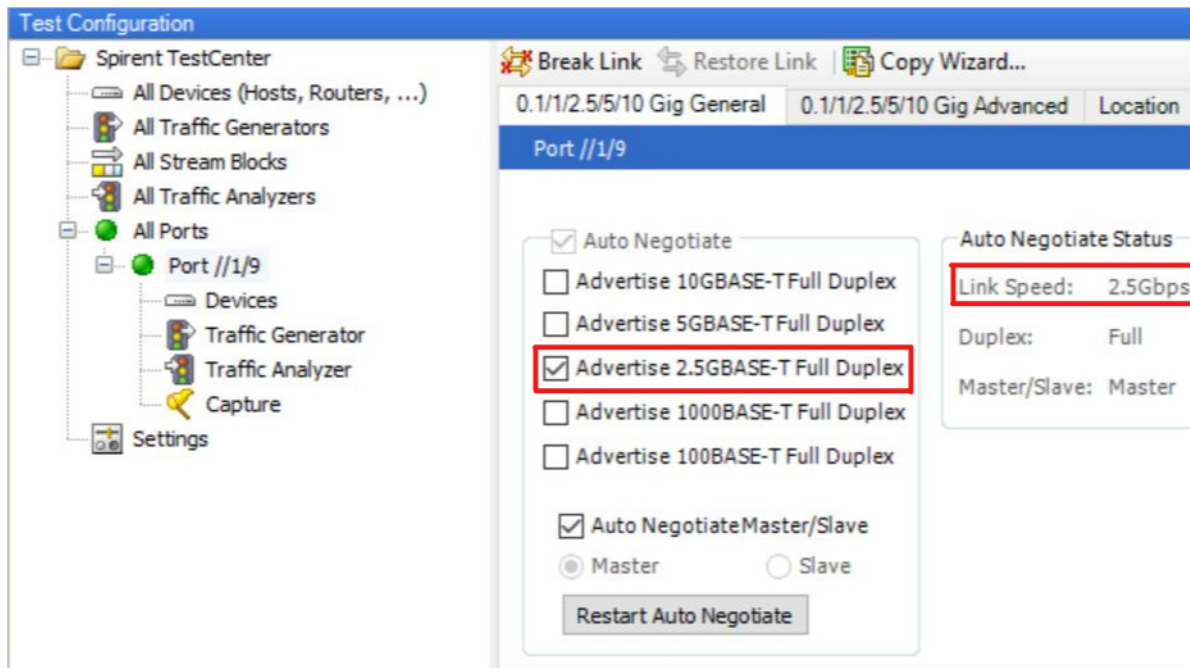 Test Configuration
Spirent TestCenter
All Devices (Hosts, Routers, ...)
All Traffic Generators
All Stream Blocks
All Traffic Analyzers
All Ports
Port //1/9
Devices
Traffic Generator
Traffic Analyzer
Capture
Settings
Break Link Restore Link Copy Wizard...
0.1/1/2.5/5/10 Gig General 0.1/1/2.5/5/10 Gig Advanced Location
Port //1/9
Auto Negotiate
Advertise 10GBASE-T Full Duplex
Advertise 5GBASE-T Full Duplex
Advertise 2.5GBASE-T Full Duplex
Advertise 1000BASE-T Full Duplex
Advertise 100BASE-T Full Duplex
Auto Negotiate Master/Slave
Master Slave
Restart Auto Negotiate
Auto Negotiate Status
Link Speed: 2.5Gbps
Duplex: Full
Master/Slave: Master